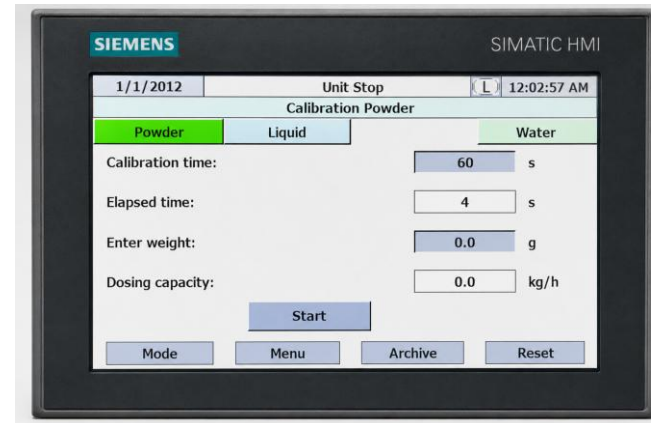 SIEMENS SIMATIC HMI
1/1/2012 Unit Stop (L) 12:02:57 AM
Calibration Powder
Powder Liquid Water
Calibration time: 60 s
Elapsed time: 4 s
Enter weight: 0.0 g
Dosing capacity: 0.0 kg/h
Start
Mode Menu Archive Reset